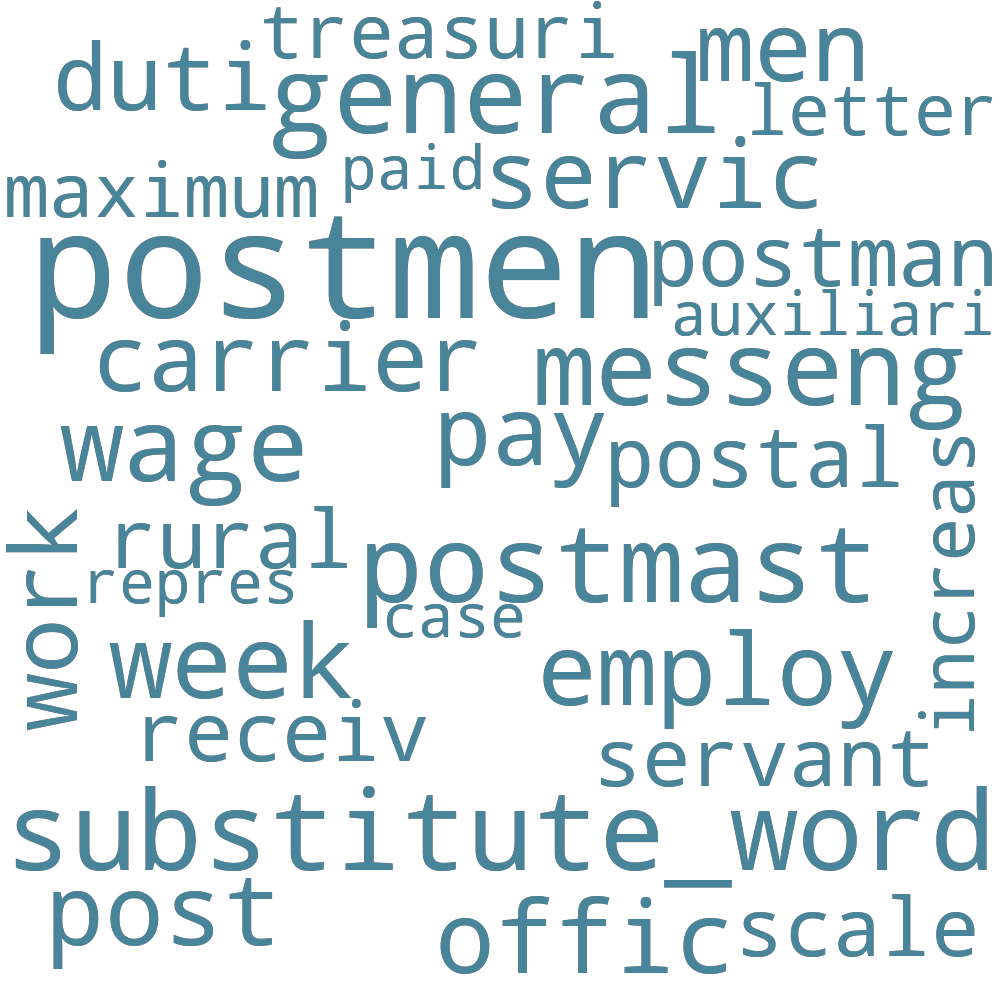 treasuri
men
duti
general
letter
paid
servic
maximum
postmen
postman
auxiliari
carrier
messeng
wage
pay
postal
increas
work
rural
repres
postmast
case
week
employ
receiv
servant
substitute_word
post
offic
scale